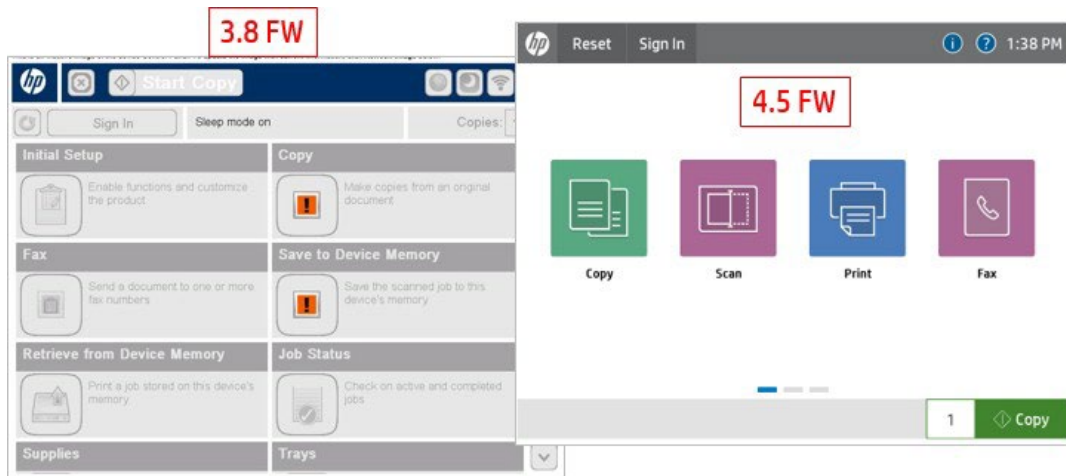 3.8 FW
hp
Start Copy
Sign In
Sleep mode on
Copies:
Initial Setup
Enable functions and customize
the product
Copy
Make copies from an original
document
Fax
Send a document to one or more
fax numbers
Save to Device Memory
Save the scanned job to this
device's memory
Retrieve from Device Memory
Print a job stored on this device's
memory
Job Status
Check on active and completed
jobs
Supplies
Trays
hp
Reset
Sign In
1:38 PM
4.5 FW
Copy
Scan
Print
Fax
1
Copy